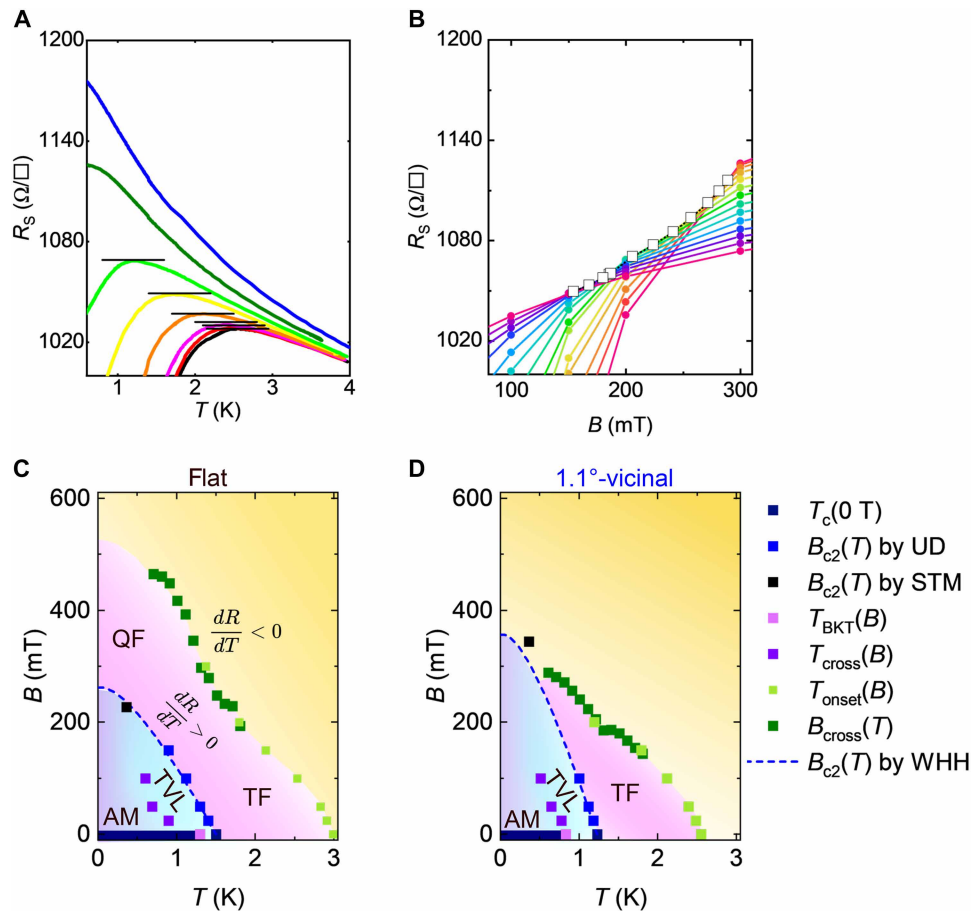 A
1200
1140
1080
1020
R_S (Ω/□)
1 2 3 4
T (K)
B
1200
1140
1080
1020
R_S (Ω/□)
100 200 300
B (mT)
C
Flat
600
400
200
0
B (mT)
QF
dR/dT < 0
dR/dT > 0
TVL
TF
AM
0 1 2 3
T (K)
D
1.1°-vicinal
600
400
200
0
B (mT)
TVL
TF
AM
0 1 2 3
T (K)
T_c(0 T)
B_c2(T) by UD
B_c2(T) by STM
T_BKT(B)
T_cross(B)
T_onset(B)
B_cross(T)
B_c2(T) by WHH